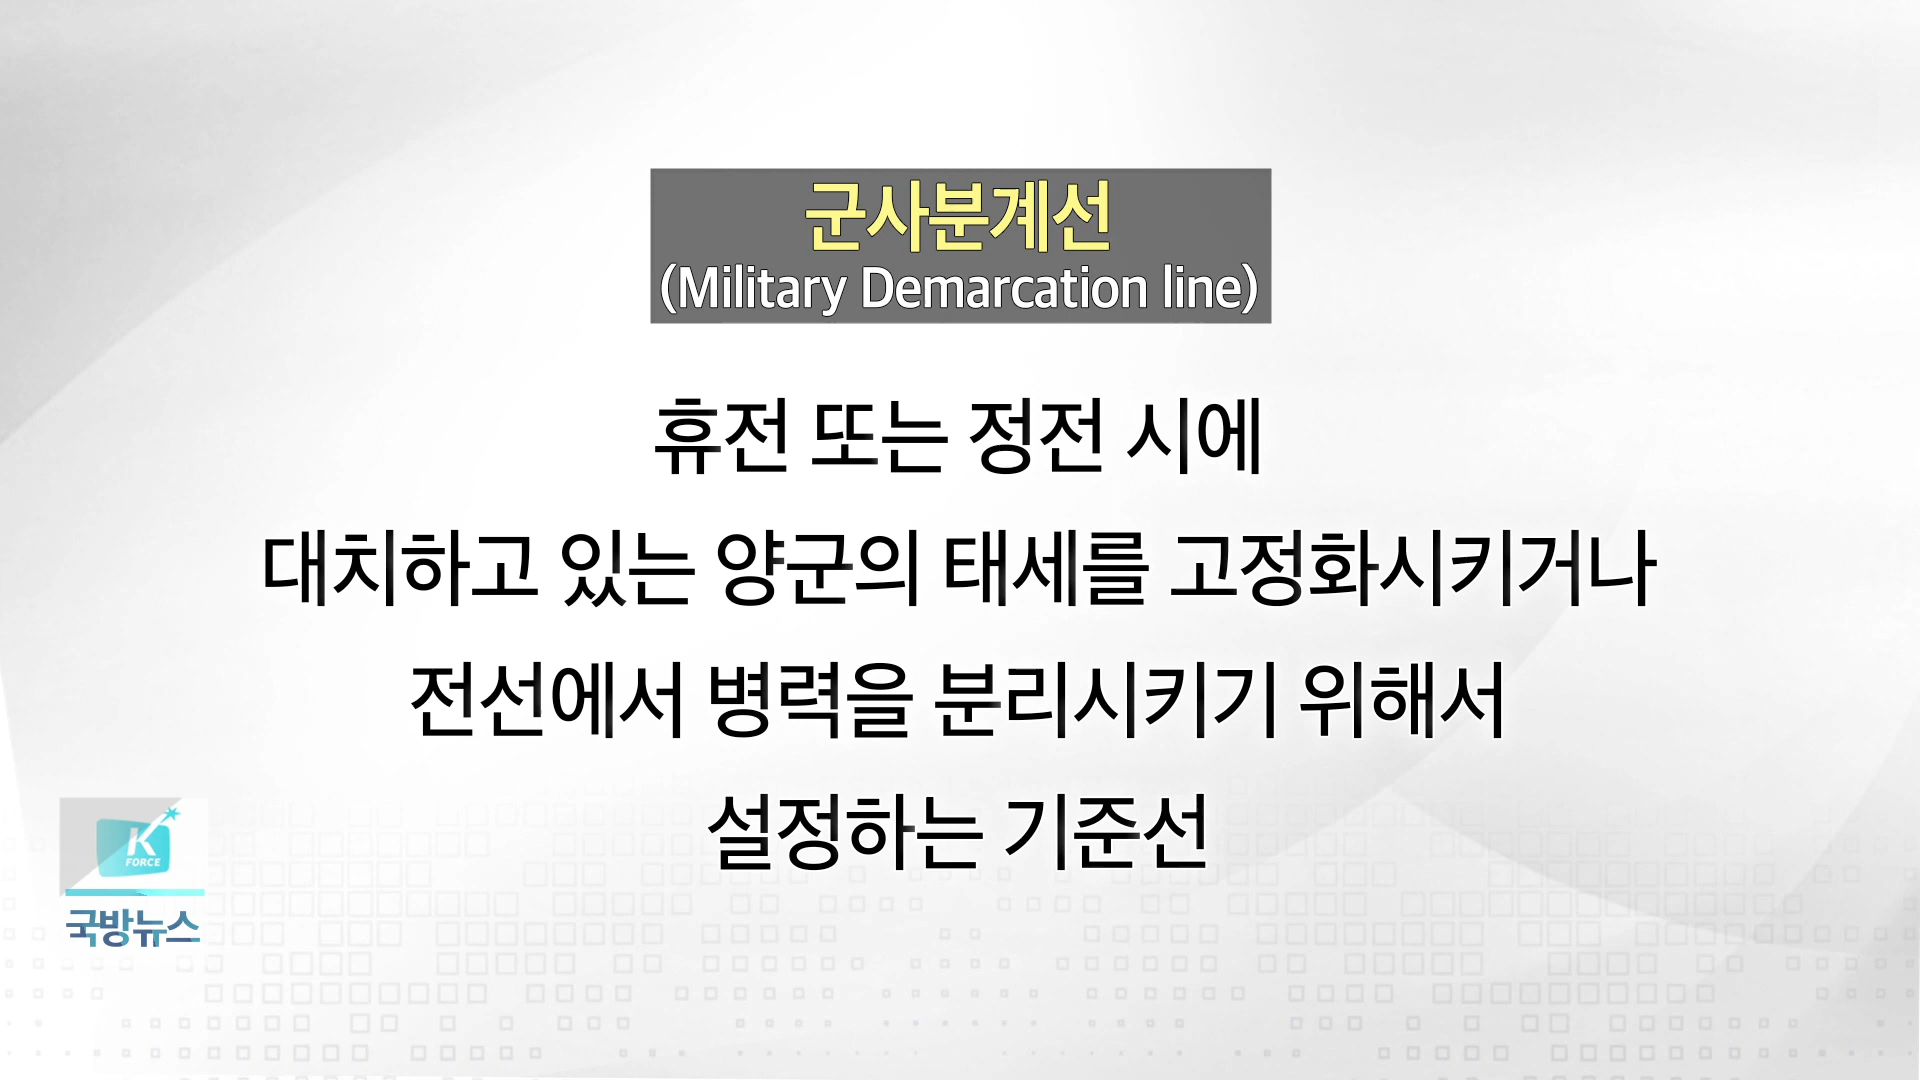 군사분계선
(Military Demarcation line)
휴전 또는 정전 시에
대치하고 있는 양군의 태세를 고정화시키거나
전선에서 병력을 분리시키기 위해서
설정하는 기준선
K
FORCE
국방뉴스